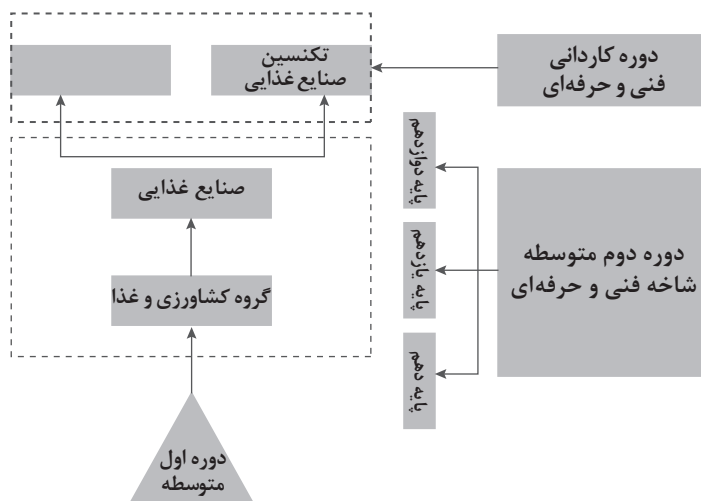 دوره کاردانی
فنی و حرفه‌ای
تکنسین
صنایع غذایی
دوره دوم متوسطه
شاخه فنی و حرفه‌ای
پایه دوازدهم
پایه یازدهم
پایه دهم
صنایع غذایی
گروه کشاورزی و غذا
دوره اول
متوسطه